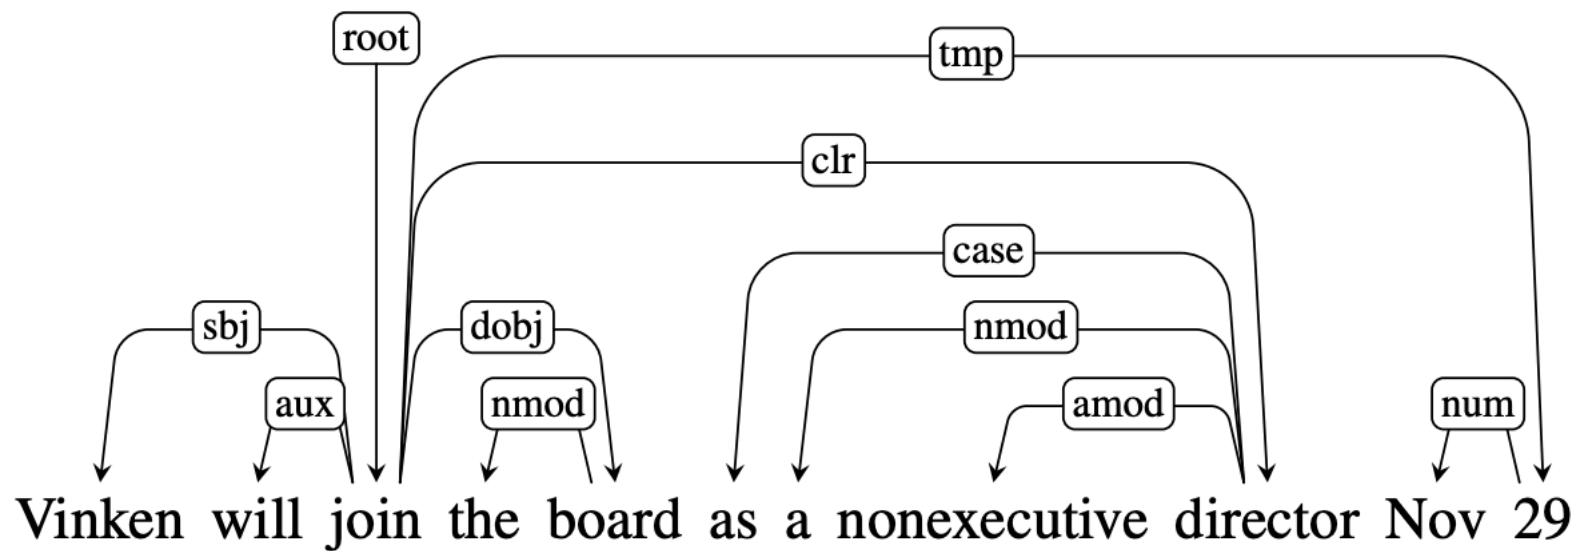 root
tmp
clr
case
sbj dobj nmod
aux nmod amod num
Vinken will join the board as a nonexecutive director Nov 29